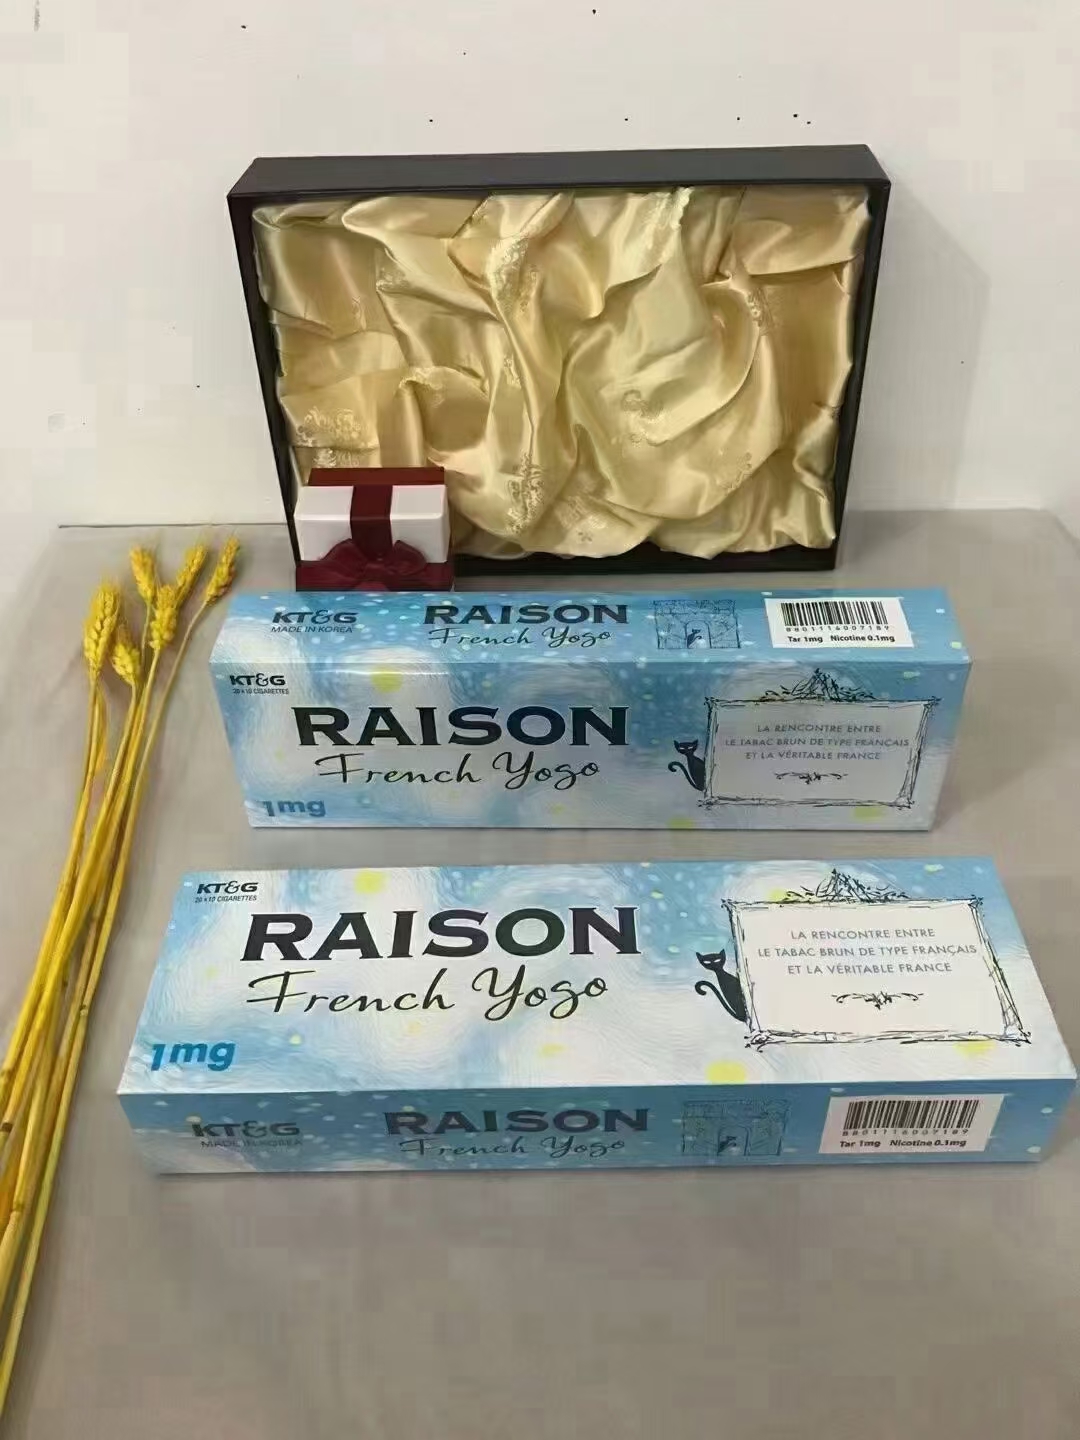 KT&G
MADE IN KOREA
RAISON
French Yogo
8801116007189
Tar 1mg Nicotine 0.1mg
KT&G
20×10 CIGARETTES
RAISON
French Yogo
1mg
LA RENCONTRE ENTRE
LE TABAC BRUN DE TYPE FRANÇAIS
ET LA VÉRITABLE FRANCE
KT&G
20×10 CIGARETTES
RAISON
French Yogo
1mg
LA RENCONTRE ENTRE
LE TABAC BRUN DE TYPE FRANÇAIS
ET LA VÉRITABLE FRANCE
KT&G
MADE IN KOREA
RAISON
French Yogo
8801116007189
Tar 1mg Nicotine 0.1mg